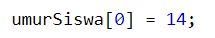 umurSiswa[0] = 14;